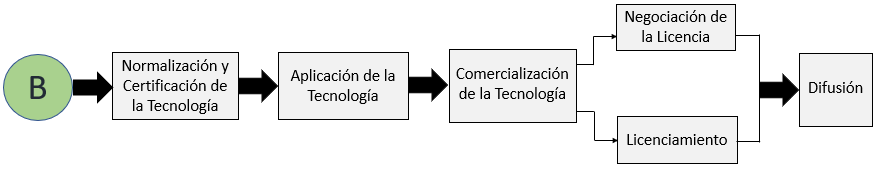 B
Normalización y
Certificación de
la Tecnología
Aplicación de la
Tecnología
Comercialización
de la Tecnología
Negociación de
la Licencia
Licenciamiento
Difusión